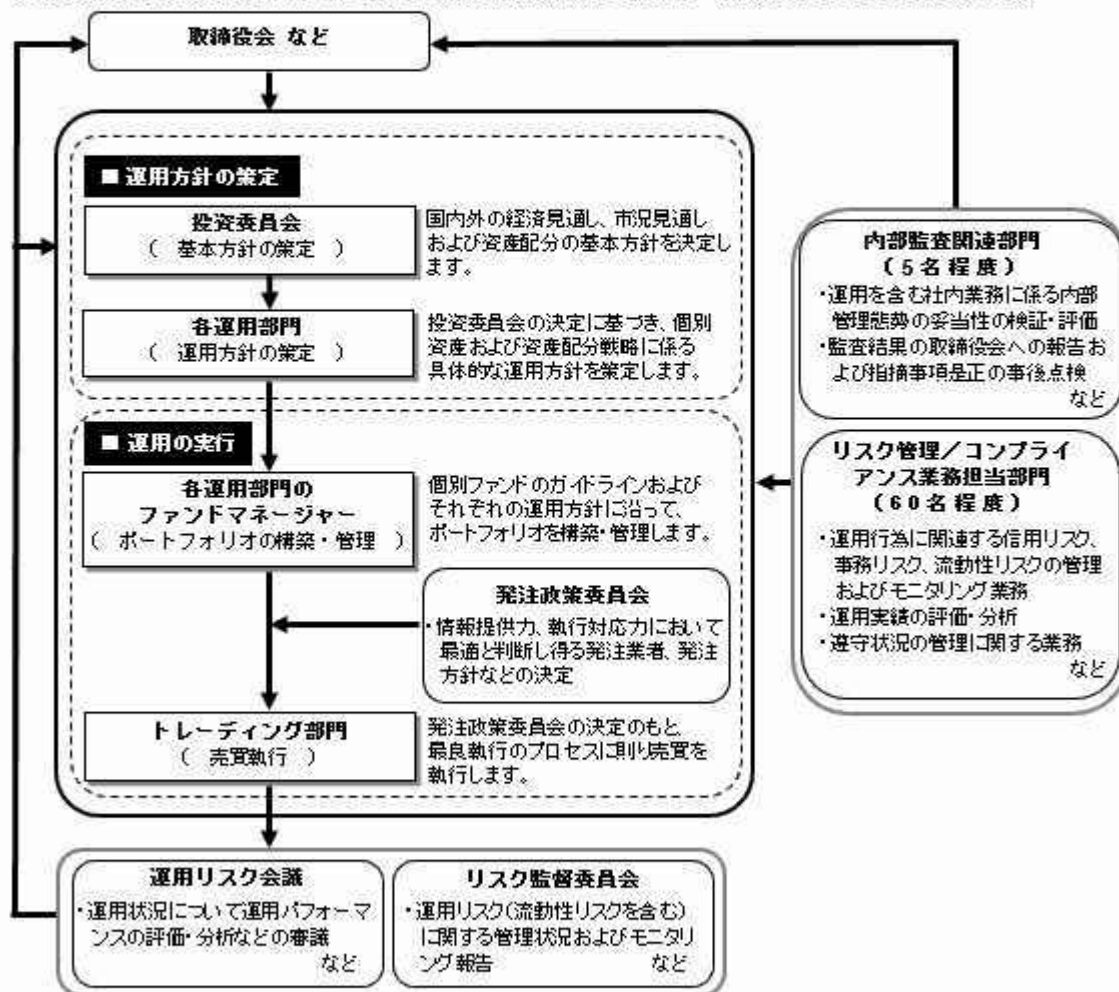 取締役会 など
■ 運用方針の策定
投資委員会
( 基本方針の策定 )
国内外の経済見通し、市況見通し
および資産配分の基本方針を決定し
ます。
各運用部門
( 運用方針の策定 )
投資委員会の決定に基づき、個別
資産および資産配分戦略に係る
具体的な運用方針を策定します。
■ 運用の実行
各運用部門の
ファンドマネージャー
( ポートフォリオの構築・管理 )
個別ファンドのガイドラインおよび
それぞれの運用方針に沿って、
ポートフォリオを構築・管理します。
発注政策委員会
・情報提供力、執行対応力において
最適と判断し得る発注業者、発注
方針などの決定
トレーディング部門
( 売買執行 )
発注政策委員会の決定のもと、
最良執行のプロセスに則り売買を
執行します。
内部監査関連部門
(5名程度)
・運用を含む社内業務に係る内部
管理態勢の妥当性の検証・評価
・監査結果の取締役会への報告お
よび指摘事項是正の事後点検
など
リスク管理/コンプライ
アンス業務担当部門
(60名程度)
・運用行為に関連する信用リスク、
事務リスク、流動性リスクの管理
およびモニタリング業務
・運用実績の評価・分析
・遵守状況の管理に関する業務
など
運用リスク会議
・運用状況について運用パフォーマ
ンスの評価・分析などの審議
など
リスク監督委員会
・運用リスク(流動性リスクを含む)
に関する管理状況およびモニタリ
ング報告 など